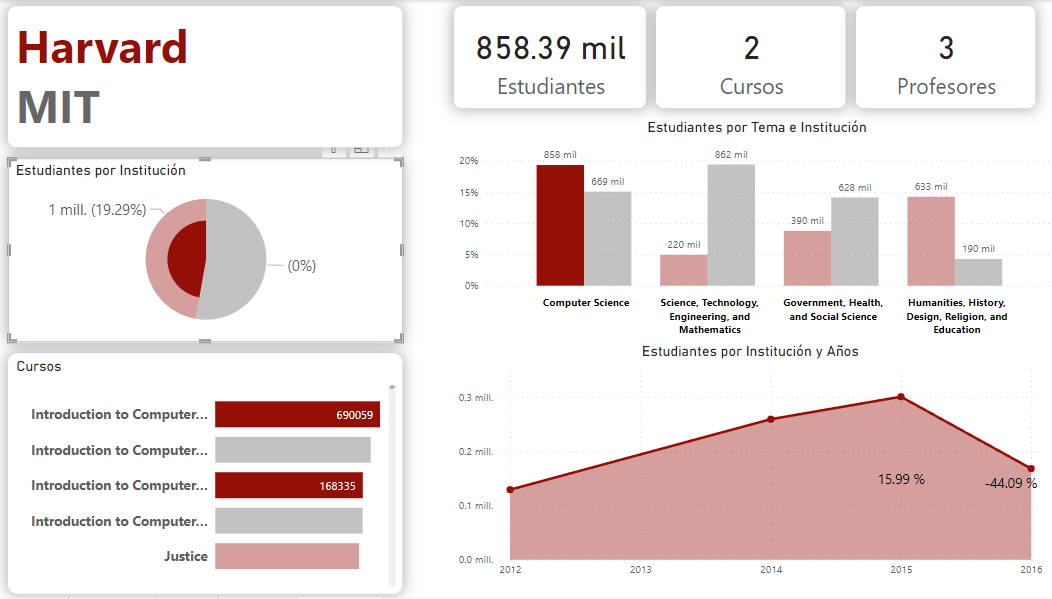 Harvard
MIT
858.39 mil
Estudiantes
2
Cursos
3
Profesores
Estudiantes por Institución
1 mill. (19.29%)
(0%)
Estudiantes por Tema e Institución
20%
15%
10%
5%
0%
858 mil
669 mil
220 mil
862 mil
390 mil
628 mil
633 mil
190 mil
Computer Science
Science, Technology,
Engineering, and
Mathematics
Government, Health,
and Social Science
Humanities, History,
Design, Religion, and
Education
Cursos
Introduction to Computer...
690059
Introduction to Computer...
Introduction to Computer...
168335
Introduction to Computer...
Justice
Estudiantes por Institución y Años
0.3 mill.
0.2 mill.
0.1 mill.
0.0 mill.
15.99 %
-44.09 %
2012
2013
2014
2015
2016